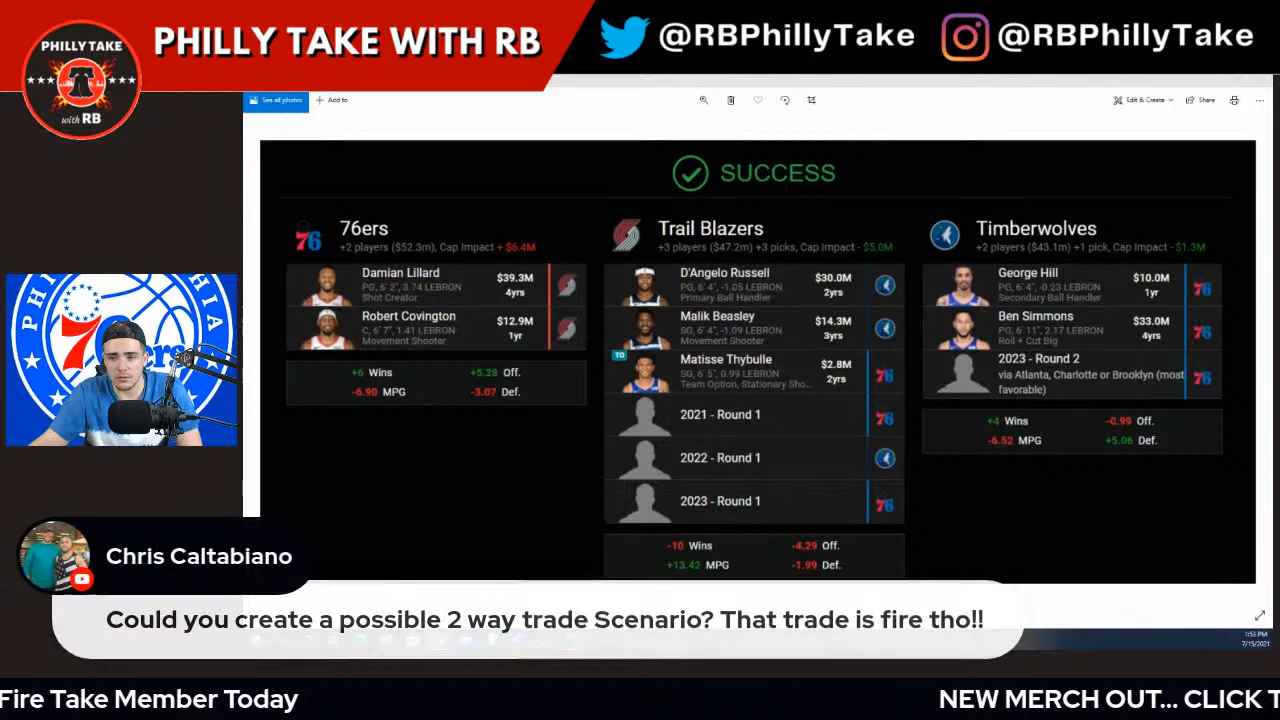 PHILLY TAKE
with RB
PHILLY TAKE WITH RB
@RBPhillyTake
@RBPhillyTake
See all photos
Add to
Edit & Create
Share
SUCCESS
76ers
+2 players ($52.3m), Cap Impact + $6.4M
Damian Lillard
PG, 6' 2", 3.74 LEBRON
Shot Creator
$39.3M
4yrs
Robert Covington
C, 6' 7", 1.41 LEBRON
Movement Shooter
$12.9M
1yr
+6 Wins
+5.28 Off.
-6.90 MPG
-3.07 Def.
Trail Blazers
+3 players ($47.2m) +3 picks, Cap Impact - $5.0M
D'Angelo Russell
PG, 6' 4", -1.05 LEBRON
Primary Ball Handler
$30.0M
2yrs
Malik Beasley
SG, 6' 4", -1.09 LEBRON
Movement Shooter
$14.3M
3yrs
TO
Matisse Thybulle
SG, 6' 5", 0.99 LEBRON
Team Option, Stationary Sho...
$2.8M
2yrs
2021 - Round 1
2022 - Round 1
2023 - Round 1
-10 Wins
-4.29 Off.
+13.42 MPG
-1.99 Def.
Timberwolves
+2 players ($43.1m) +1 pick, Cap Impact - $1.3M
George Hill
PG, 6' 4", -0.23 LEBRON
Secondary Ball Handler
$10.0M
1yr
Ben Simmons
PG, 6' 11", 2.17 LEBRON
Roll + Cut Big
$33.0M
4yrs
2023 - Round 2
via Atlanta, Charlotte or Brooklyn (most
favorable)
+4 Wins
-0.99 Off.
-6.52 MPG
+5.06 Def.
Chris Caltabiano
Could you create a possible 2 way trade Scenario? That trade is fire tho!!
1:53 PM
7/15/2021
Fire Take Member Today
NEW MERCH OUT... CLICK T